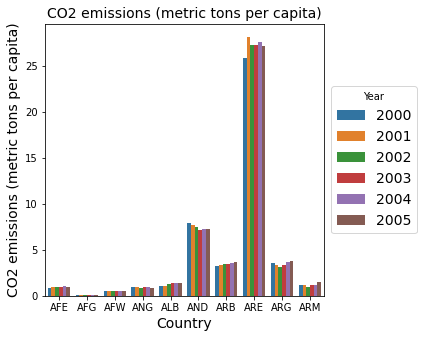 CO2 emissions (metric tons per capita)
CO2 emissions (metric tons per capita)
25
20
15
10
5
0
AFE AFG AFW ANG ALB AND ARB ARE ARG ARM
Country
Year
2000
2001
2002
2003
2004
2005